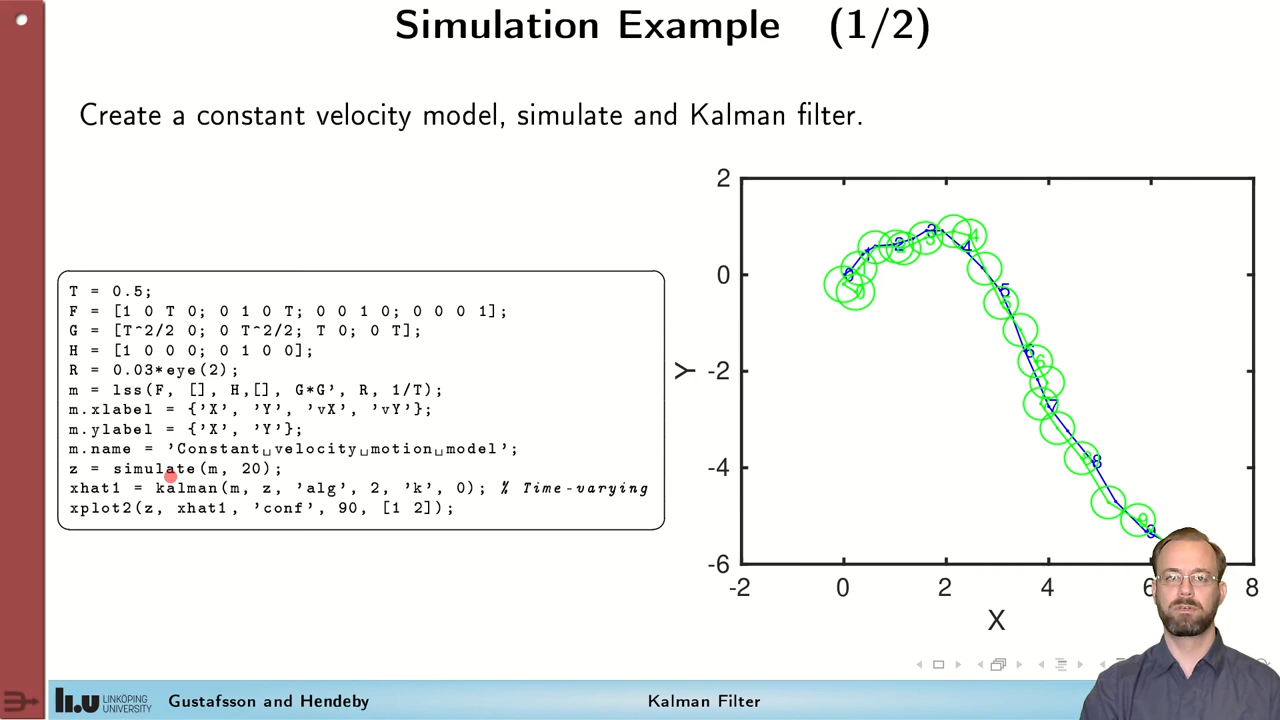 Simulation Example (1/2)
Create a constant velocity model, simulate and Kalman filter.
T = 0.5;
F = [1 0 T 0; 0 1 0 T; 0 0 1 0; 0 0 0 1];
G = [T^2/2 0; 0 T^2/2; T 0; 0 T];
H = [1 0 0 0; 0 1 0 0];
R = 0.03*eye(2);
m = lss(F, [], H,[], G*G', R, 1/T);
m.xlabel = {'X', 'Y', 'vX', 'vY'};
m.ylabel = {'X', 'Y'};
m.name = 'Constant␣velocity␣motion␣model';
z = simulate(m, 20);
xhat1 = kalman(m, z, 'alg', 2, 'k', 0); % Time-varying
xplot2(z, xhat1, 'conf', 90, [1 2]);
2
0
-2
-4
-6
Y
-2 0 2 4 6 8
X
LINKÖPING
UNIVERSITY
Gustafsson and Hendeby
Kalman Filter